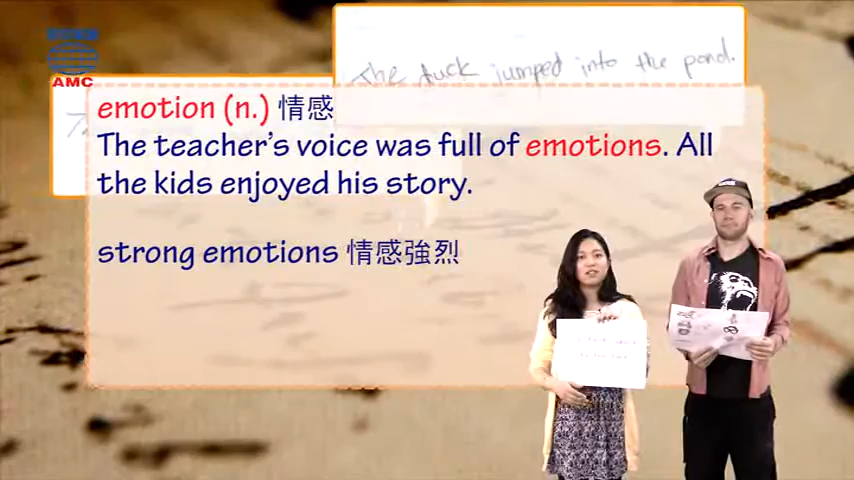 AMC
The duck jumped into the pond.
emotion (n.) 情感
The teacher's voice was full of emotions. All
the kids enjoyed his story.
strong emotions 情感強烈